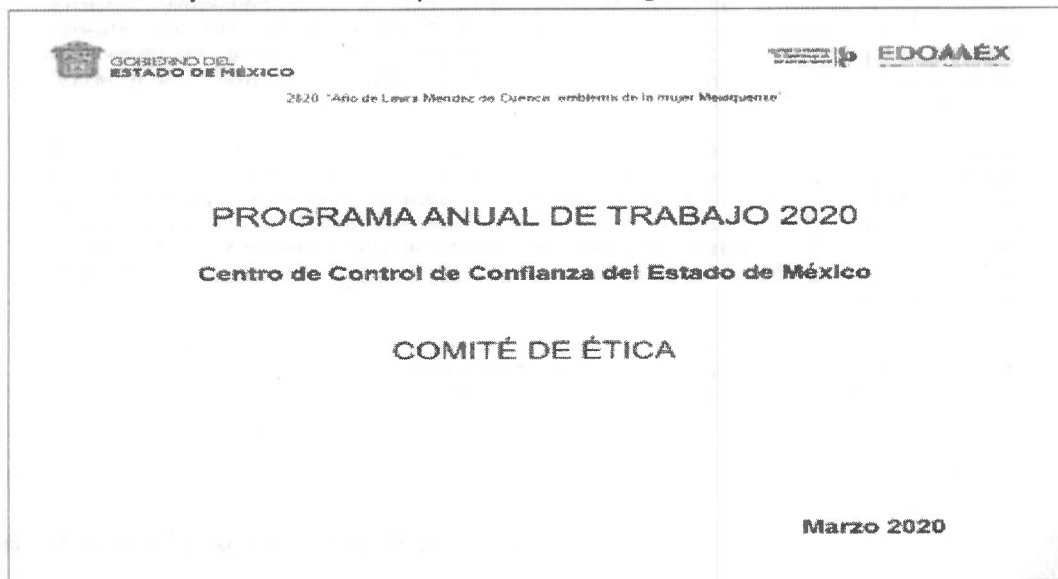 GOBIERNO DEL
ESTADO DE MÉXICO
EDOMÉX
2020. "Año de Laura Méndez de Cuenca; emblema de la mujer Mexiquense"
PROGRAMA ANUAL DE TRABAJO 2020
Centro de Control de Confianza del Estado de México
COMITÉ DE ÉTICA
Marzo 2020